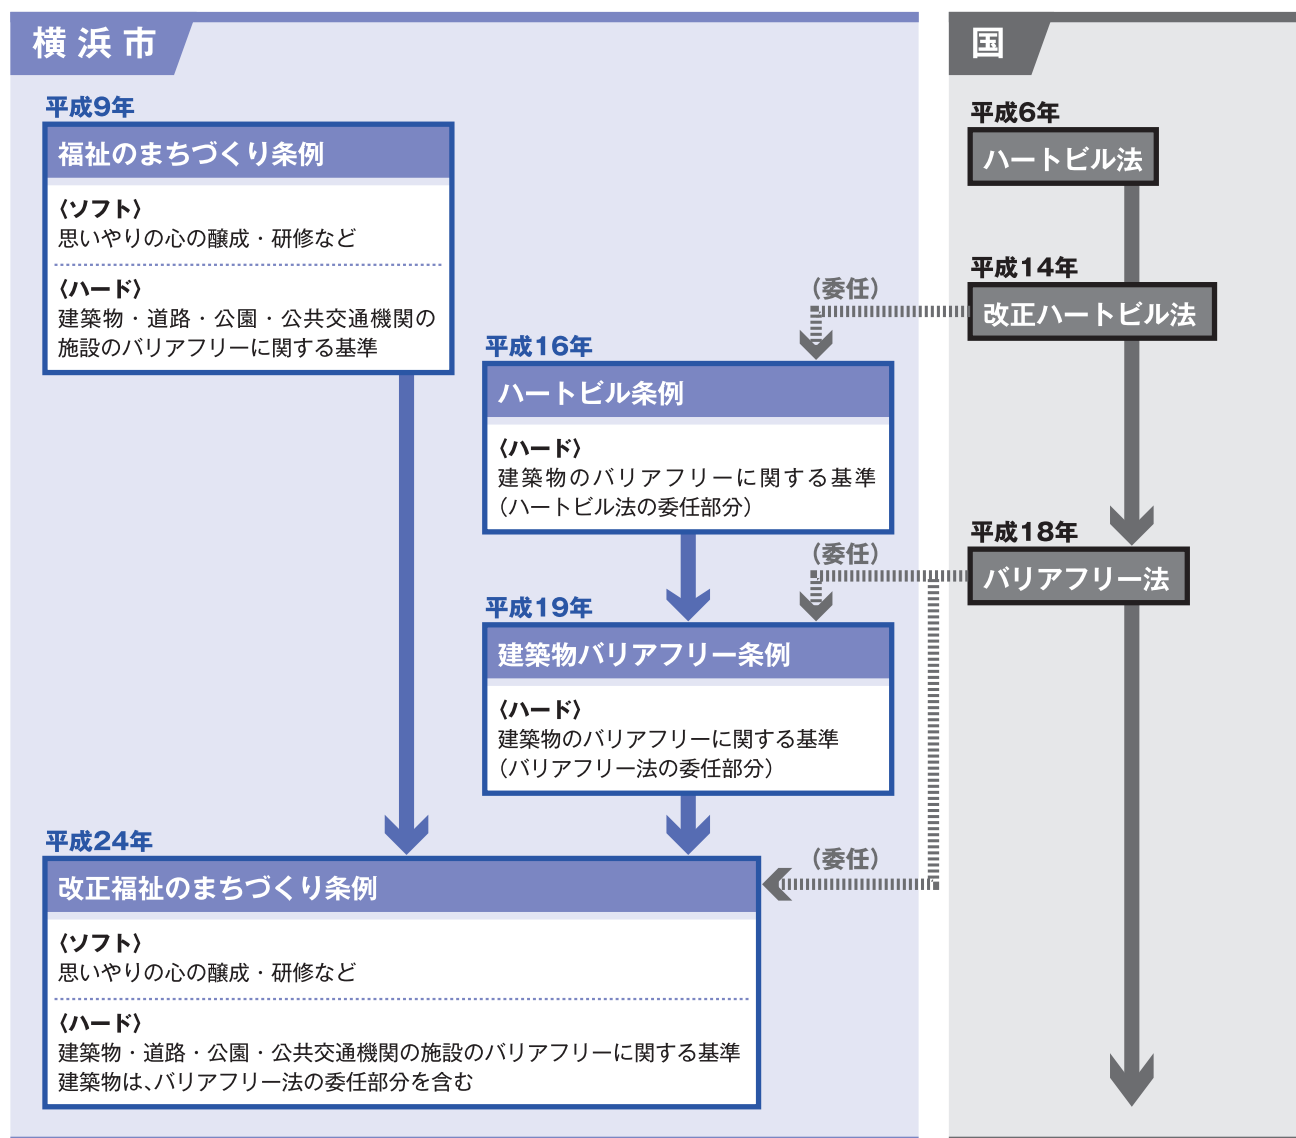 横浜市
平成9年
福祉のまちづくり条例
〈ソフト〉
思いやりの心の醸成・研修など
〈ハード〉
建築物・道路・公園・公共交通機関の
施設のバリアフリーに関する基準
平成16年
ハートビル条例
〈ハード〉
建築物のバリアフリーに関する基準
（ハートビル法の委任部分）
平成19年
建築物バリアフリー条例
〈ハード〉
建築物のバリアフリーに関する基準
（バリアフリー法の委任部分）
平成24年
改正福祉のまちづくり条例
〈ソフト〉
思いやりの心の醸成・研修など
〈ハード〉
建築物・道路・公園・公共交通機関の施設のバリアフリーに関する基準
建築物は、バリアフリー法の委任部分を含む
（委任）
（委任）
（委任）
国
平成6年
ハートビル法
平成14年
改正ハートビル法
平成18年
バリアフリー法